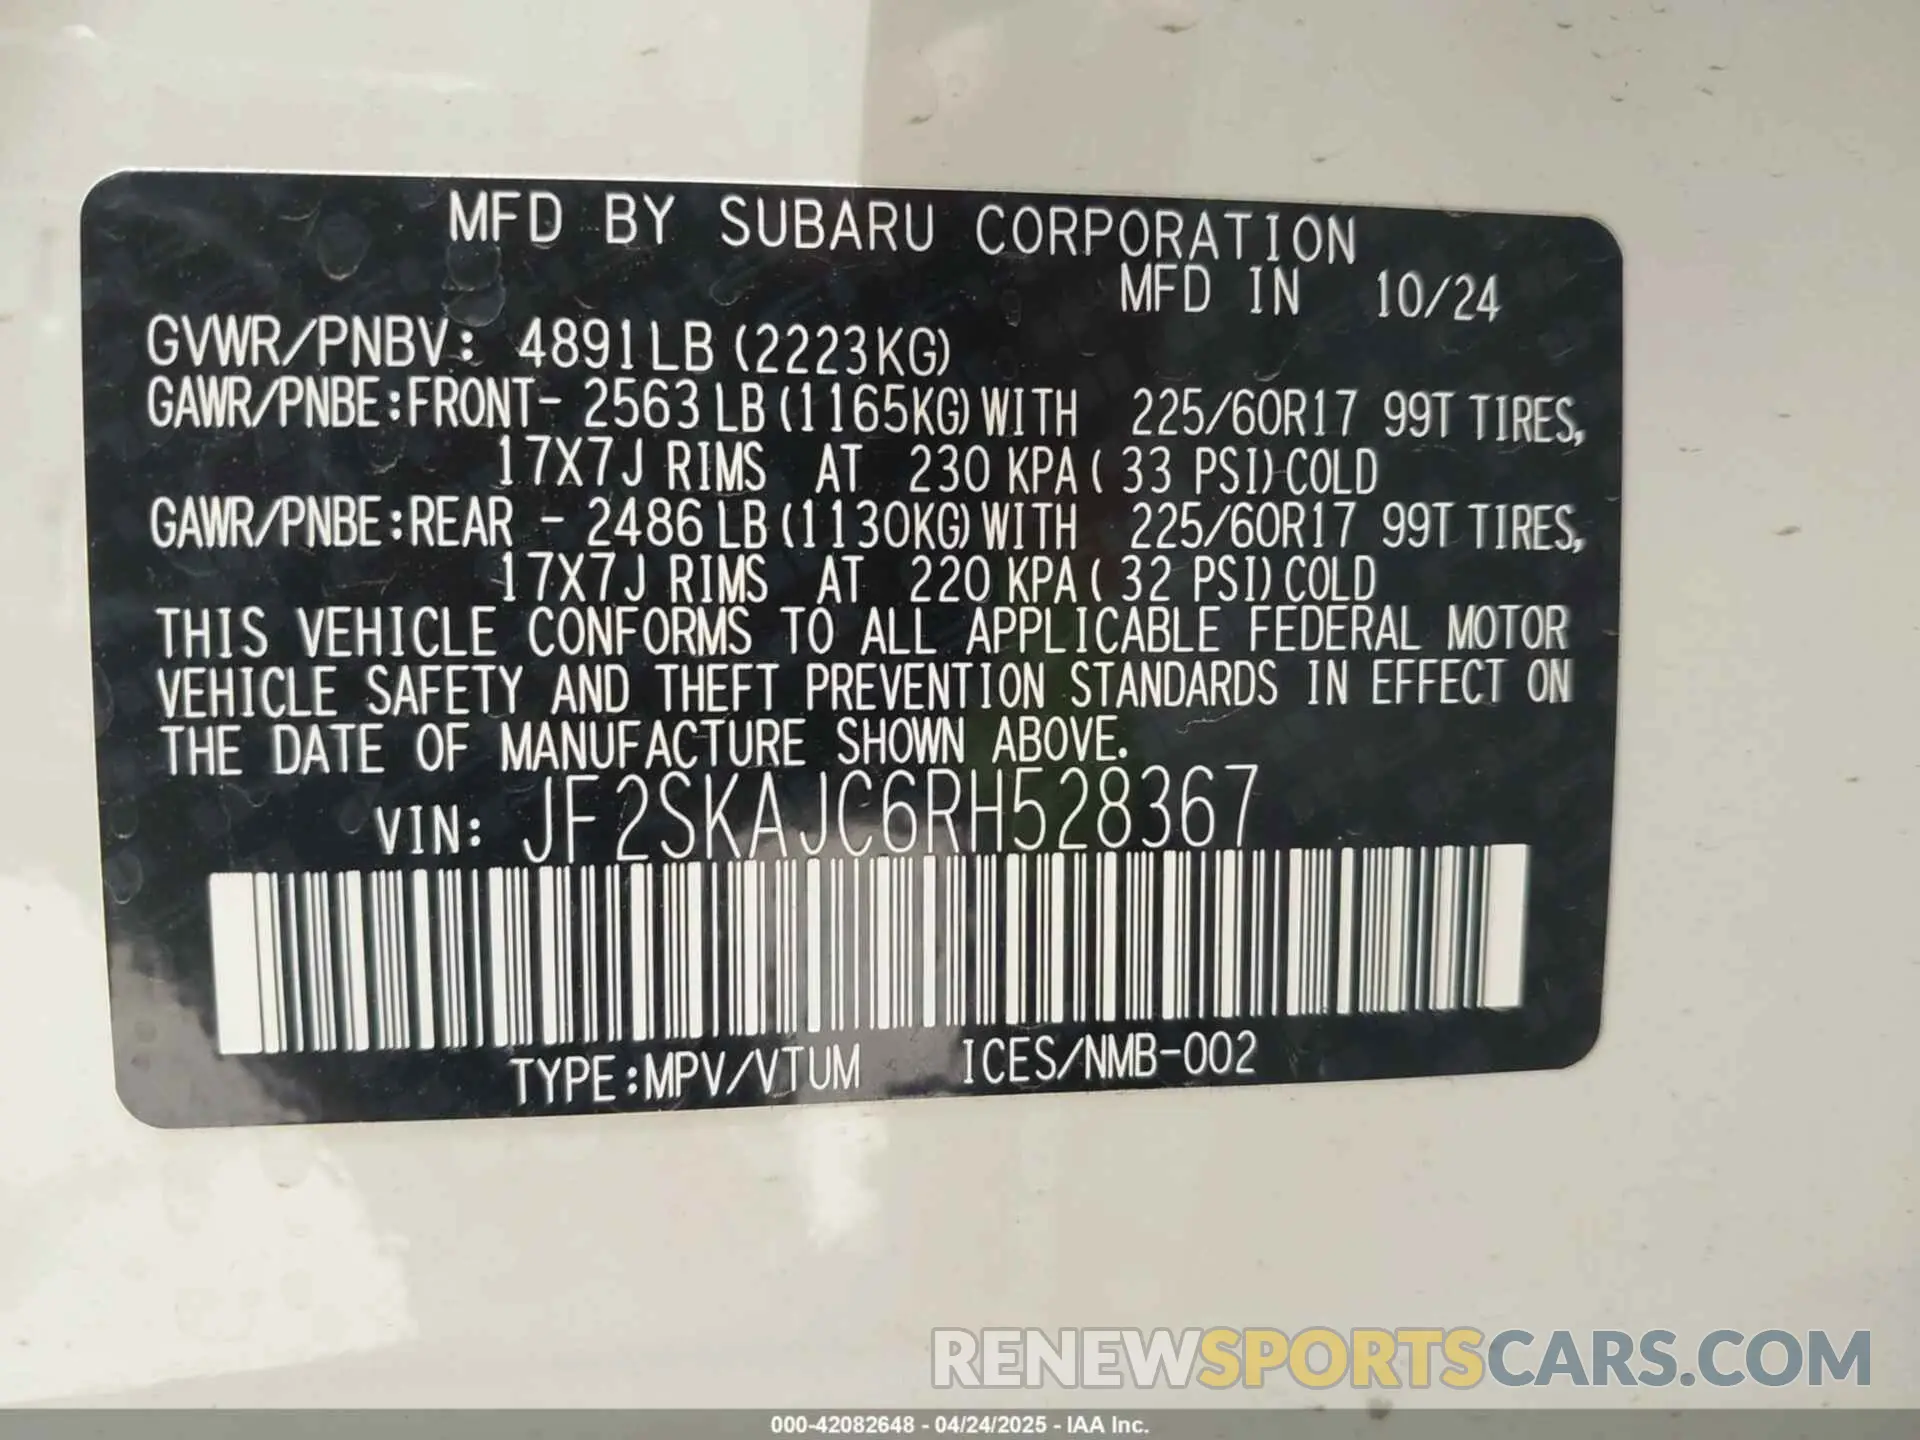 MFD BY SUBARU CORPORATION
MFD IN 10/24
GVWR/PNBV: 4891LB (2223KG)
GAWR/PNBE:FRONT- 2563 LB (1165KG) WITH 225/60R17 99T TIRES,
17X7J RIMS AT 230 KPA ( 33 PSI) COLD
GAWR/PNBE:REAR - 2486 LB (1130KG) WITH 225/60R17 99T TIRES,
17X7J RIMS AT 220 KPA ( 32 PSI) COLD
THIS VEHICLE CONFORMS TO ALL APPLICABLE FEDERAL MOTOR
VEHICLE SAFETY AND THEFT PREVENTION STANDARDS IN EFFECT ON
THE DATE OF MANUFACTURE SHOWN ABOVE.
VIN: JF2SKAJC6RH528367
TYPE:MPV/VTUM ICES/NMB-002
RENEWSPORTSCARS.COM
000-42082648 - 04/24/2025 - IAA Inc.